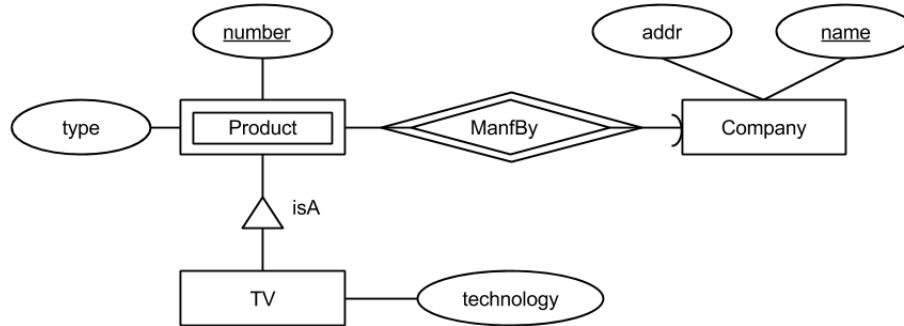 number
addr
name
type
Product
ManfBy
Company
isA
TV
technology